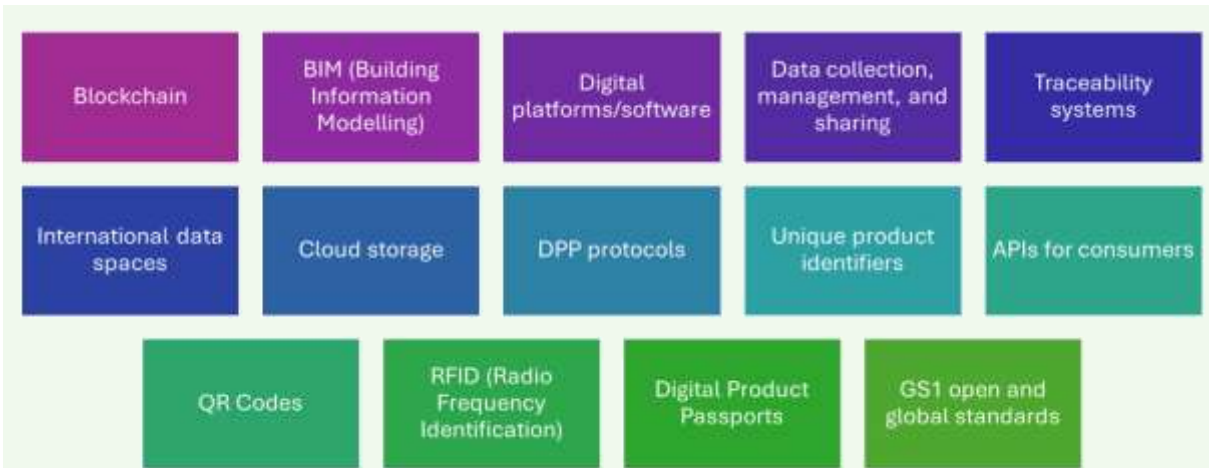 Blockchain
BIM (Building
Information
Modelling)
Digital
platforms/software
Data collection,
management, and
sharing
Traceability
systems
International data
spaces
Cloud storage
DPP protocols
Unique product
identifiers
APIs for consumers
QR Codes
RFID (Radio
Frequency
Identification)
Digital Product
Passports
GS1 open and
global standards